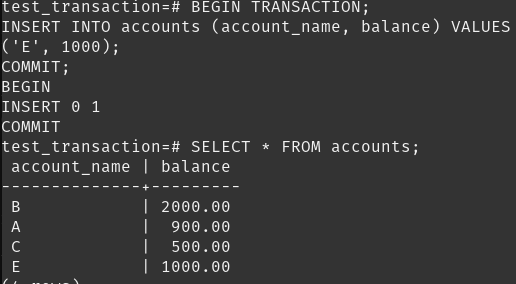 test_transaction=# BEGIN TRANSACTION;
INSERT INTO accounts (account_name, balance) VALUES
('E', 1000);
COMMIT;
BEGIN
INSERT 0 1
COMMIT
test_transaction=# SELECT * FROM accounts;
 account_name | balance
--------------+---------
 B            | 2000.00
 A            |  900.00
 C            |  500.00
 E            | 1000.00